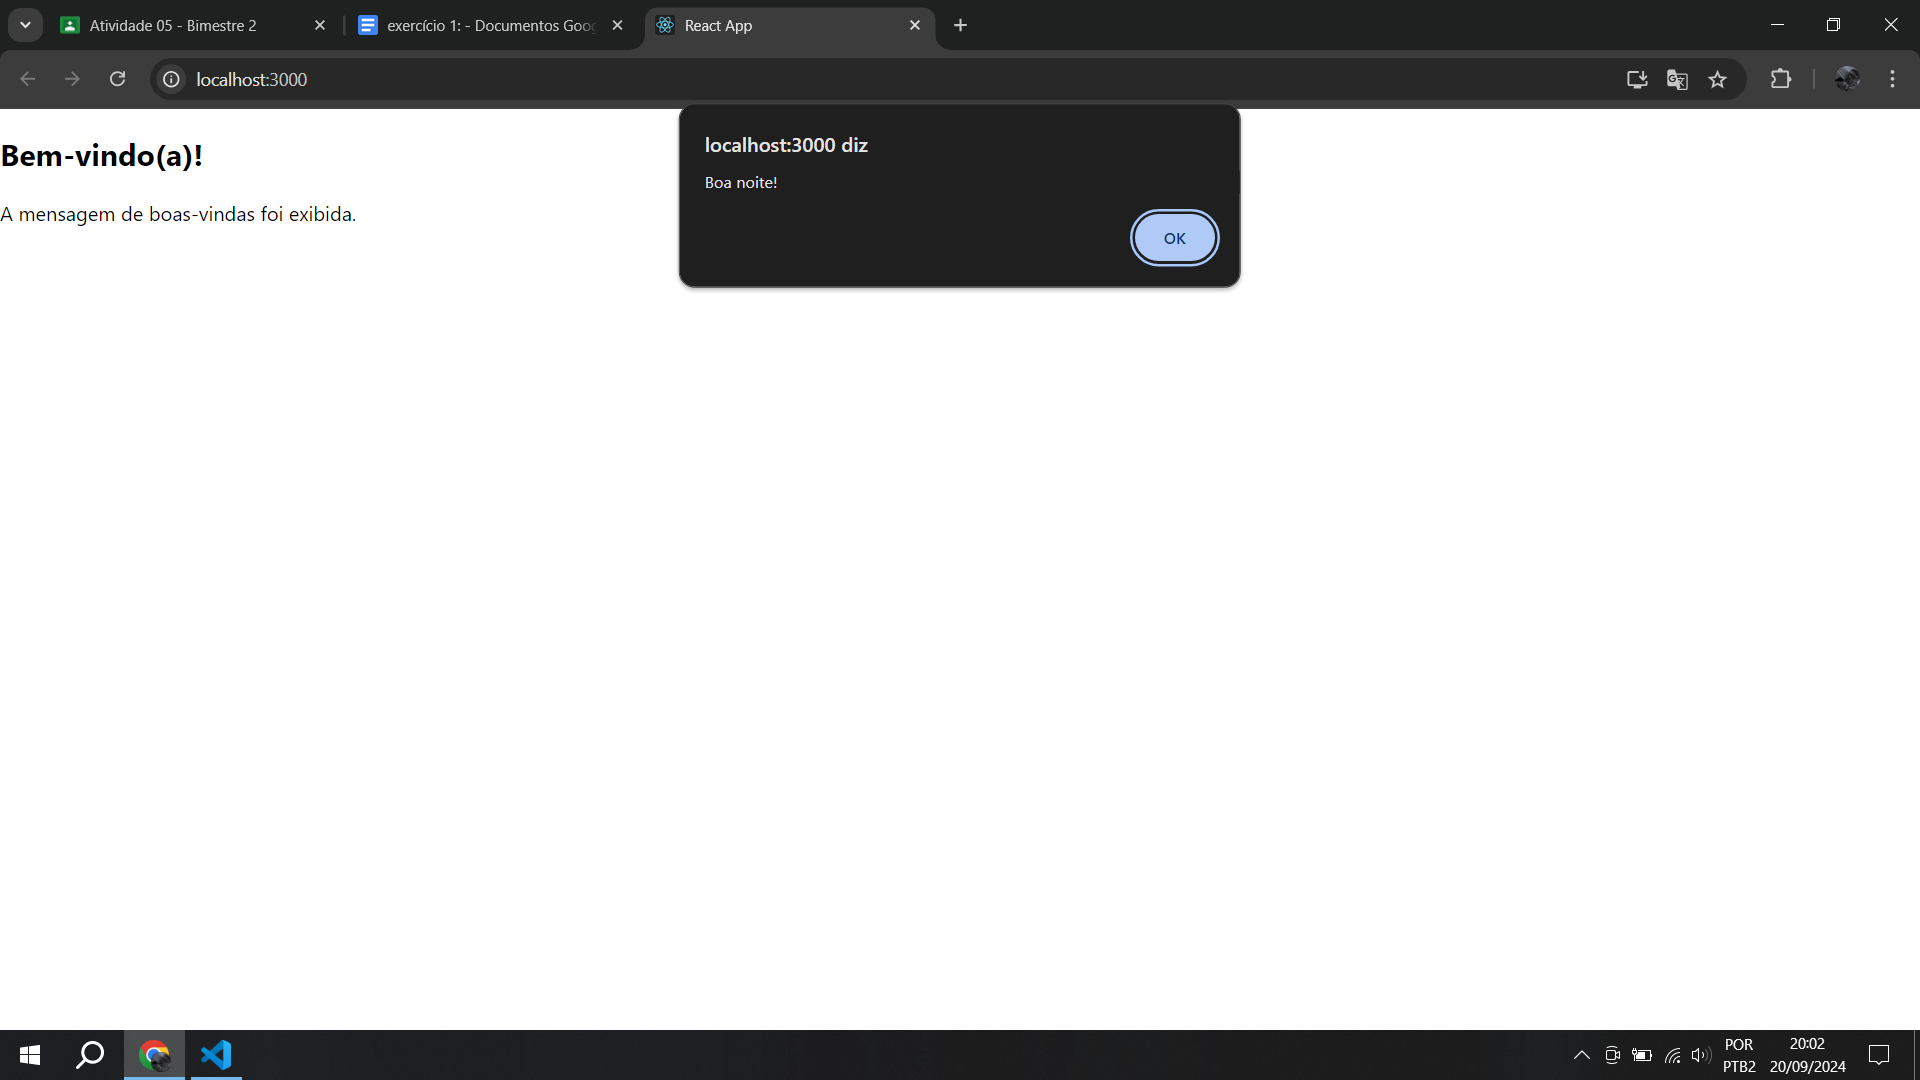 Atividade 05 - Bimestre 2
exercício 1: - Documentos Goo
React App
localhost:3000
localhost:3000 diz
Boa noite!
OK
Bem-vindo(a)!
A mensagem de boas-vindas foi exibida.
POR
PTB2
20:02
20/09/2024